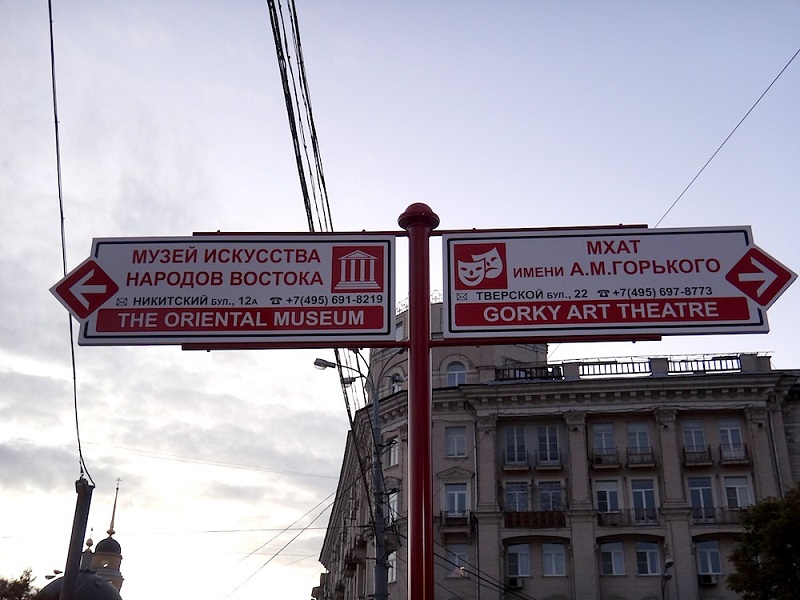 МУЗЕЙ ИСКУССТВА
НАРОДОВ ВОСТОКА
НИКИТСКИЙ БУЛ., 12А +7(495) 691-8219
THE ORIENTAL MUSEUM
МХАТ
ИМЕНИ А.М.ГОРЬКОГО
ТВЕРСКОЙ БУЛ., 22 +7(495) 697-8773
GORKY ART THEATRE